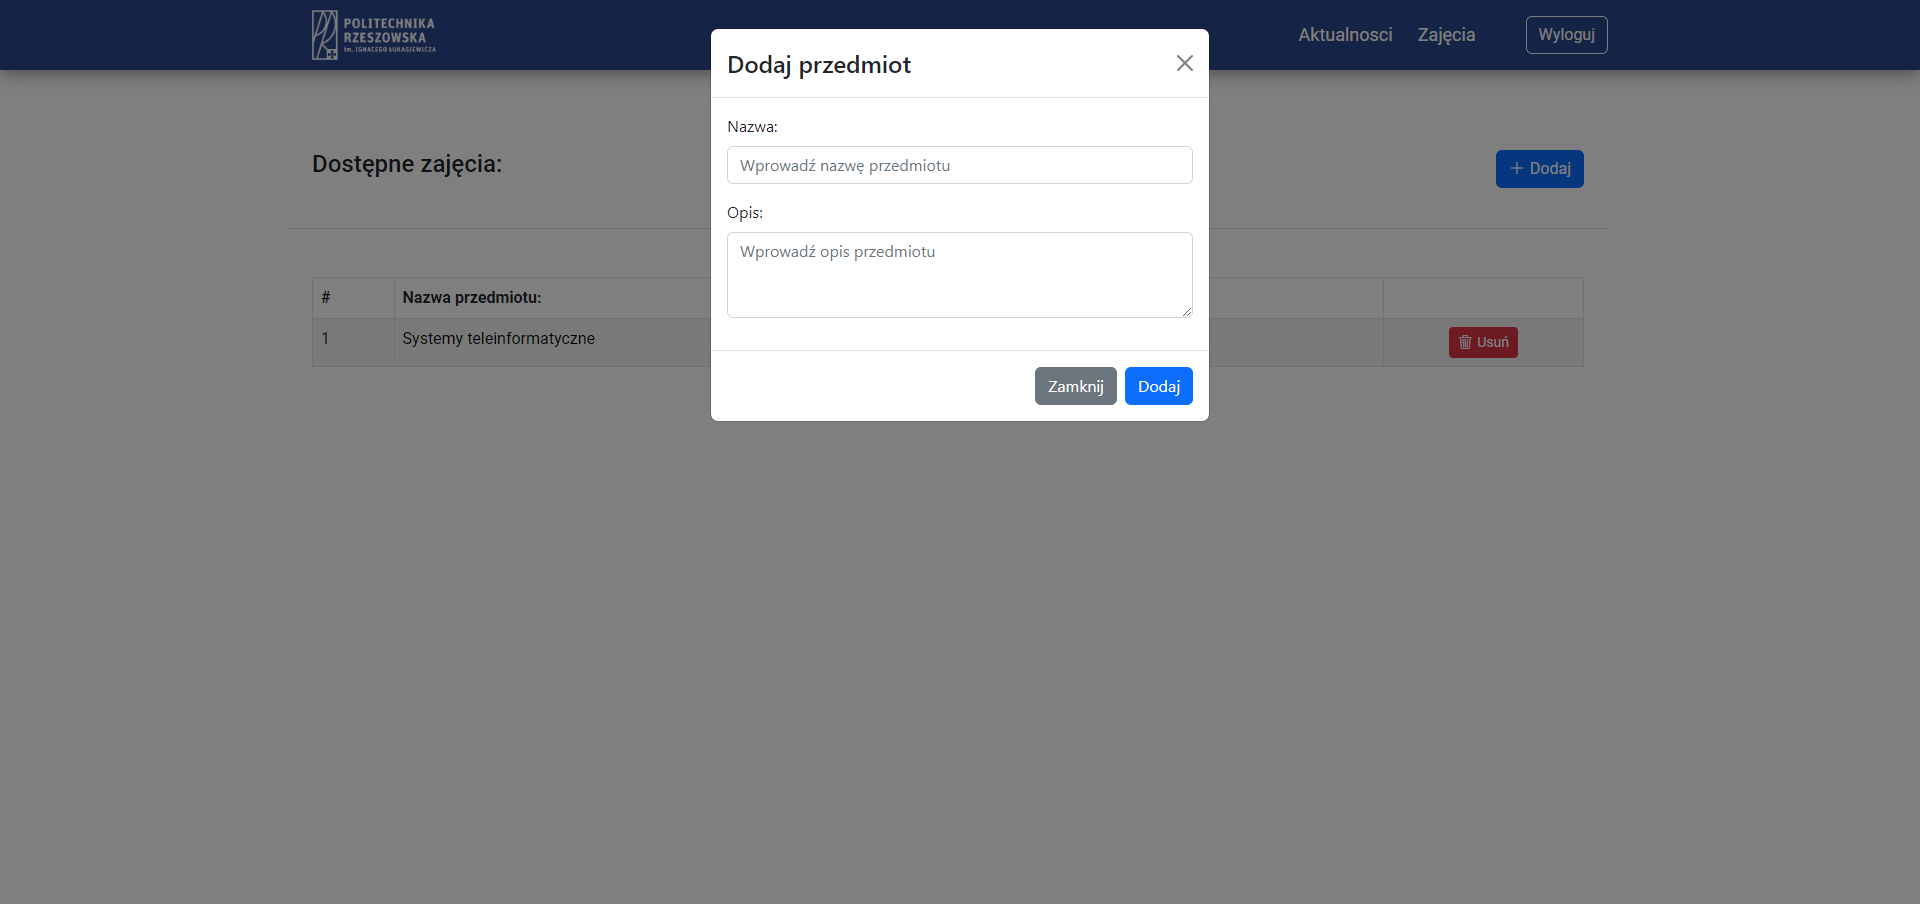 POLITECHNIKA
RZESZOWSKA
im. IGNACEGO ŁUKASIEWICZA
Aktualnosci
Zajęcia
Wyloguj
Dodaj przedmiot
Nazwa:
Wprowadź nazwę przedmiotu
Opis:
Wprowadź opis przedmiotu
Zamknij
Dodaj
Dostępne zajęcia:
+ Dodaj
# Nazwa przedmiotu:
1 Systemy teleinformatyczne
Usuń